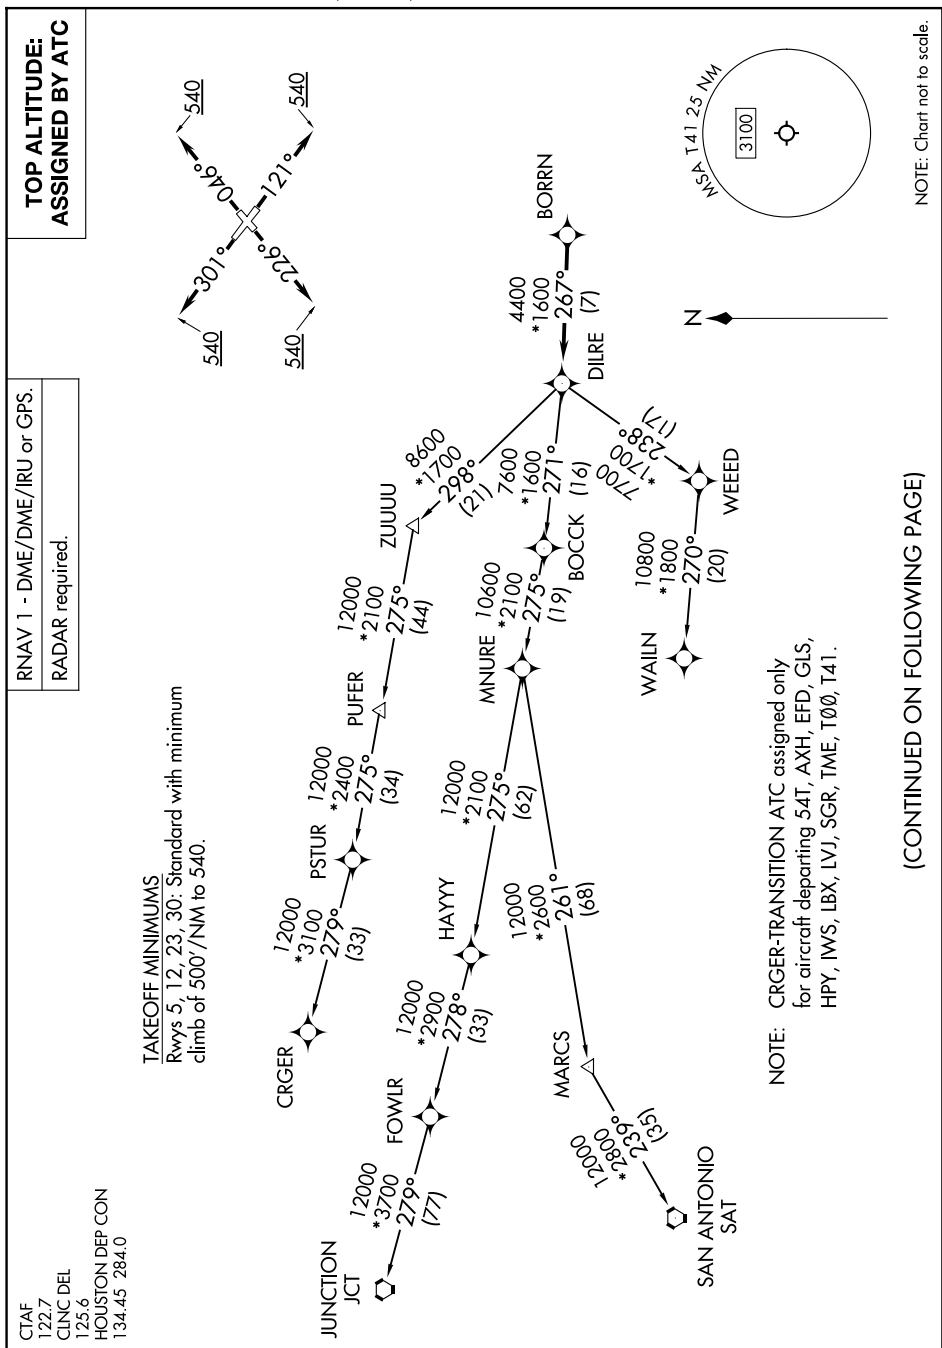 CTAF
122.7
CLNC DEL
125.6
HOUSTON DEP CON
134.45 284.0
RNAV 1 - DME/DME/IRU or GPS.
RADAR required.
TOP ALTITUDE:
ASSIGNED BY ATC
TAKEOFF MINIMUMS
Rwys 5, 12, 23, 30: Standard with minimum
climb of 500'/NM to 540.
540
540
301°
046°
226°
121°
540
540
CRGER
12000
*3100
279°
(33)
PSTUR
12000
*2400
275°
(34)
PUFER
12000
*2100
275°
(44)
ZUUUU
8600
*1700
298°
(21)
JUNCTION
JCT
12000
*3700
279°
(77)
FOWLR
12000
*2900
278°
(33)
HAYYY
12000
*2100
275°
(62)
MNURE
10600
*2100
275°
(19)
BOCCK
7600
*1600
271°
(16)
DILRE
4400
*1600
267°
(7)
BORRN
SAN ANTONIO
SAT
12000
*2800
239°
(35)
MARCS
12000
*2600
261°
(68)
WAILN
10800
*1800
270°
(20)
WEEED
7700
*1700
238°
(17)
N
MSA T41 25 NM
3100
NOTE: CRGER-TRANSITION ATC assigned only
for aircraft departing 54T, AXH, EFD, GLS,
HPY, IWS, LBX, LVJ, SGR, TME, TØØ, T41.
NOTE: Chart not to scale.
(CONTINUED ON FOLLOWING PAGE)